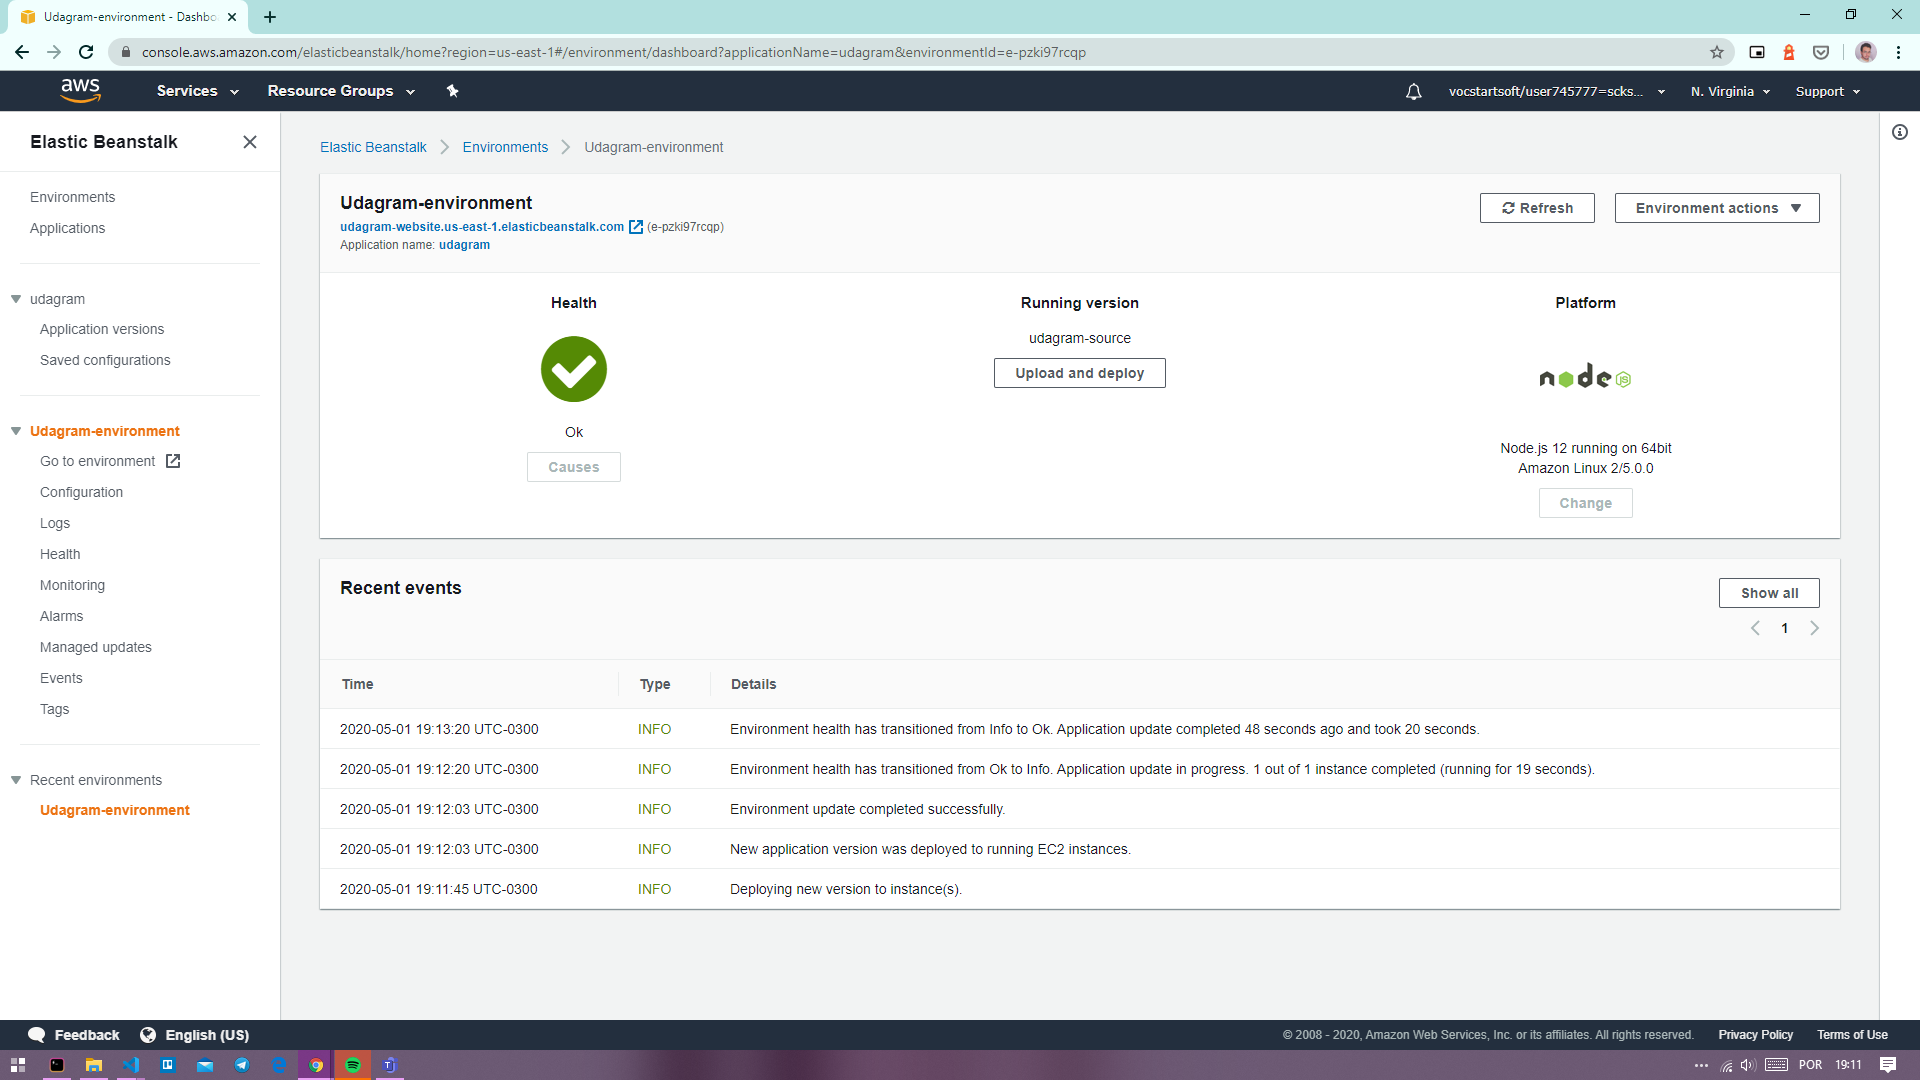 Udagram-environment - Dashbo
console.aws.amazon.com/elasticbeanstalk/home?region=us-east-1#/environment/dashboard?applicationName=udagram&environmentId=e-pzki97rcqp
aws
Services
Resource Groups
vocstartsoft/user745777=scks...
N. Virginia
Support
Elastic Beanstalk
Environments
Applications
udagram
Application versions
Saved configurations
Udagram-environment
Go to environment
Configuration
Logs
Health
Monitoring
Alarms
Managed updates
Events
Tags
Recent environments
Udagram-environment
Elastic Beanstalk
Environments
Udagram-environment
Udagram-environment
udagram-website.us-east-1.elasticbeanstalk.com (e-pzki97rcqp)
Application name: udagram
Refresh
Environment actions
Health
Ok
Causes
Running version
udagram-source
Upload and deploy
Platform
node JS
Node.js 12 running on 64bit
Amazon Linux 2/5.0.0
Change
Recent events
Show all
1
Time Type Details
2020-05-01 19:13:20 UTC-0300 INFO Environment health has transitioned from Info to Ok. Application update completed 48 seconds ago and took 20 seconds.
2020-05-01 19:12:20 UTC-0300 INFO Environment health has transitioned from Ok to Info. Application update in progress. 1 out of 1 instance completed (running for 19 seconds).
2020-05-01 19:12:03 UTC-0300 INFO Environment update completed successfully.
2020-05-01 19:12:03 UTC-0300 INFO New application version was deployed to running EC2 instances.
2020-05-01 19:11:45 UTC-0300 INFO Deploying new version to instance(s).
Feedback
English (US)
© 2008 - 2020, Amazon Web Services, Inc. or its affiliates. All rights reserved.
Privacy Policy
Terms of Use
POR
19:11